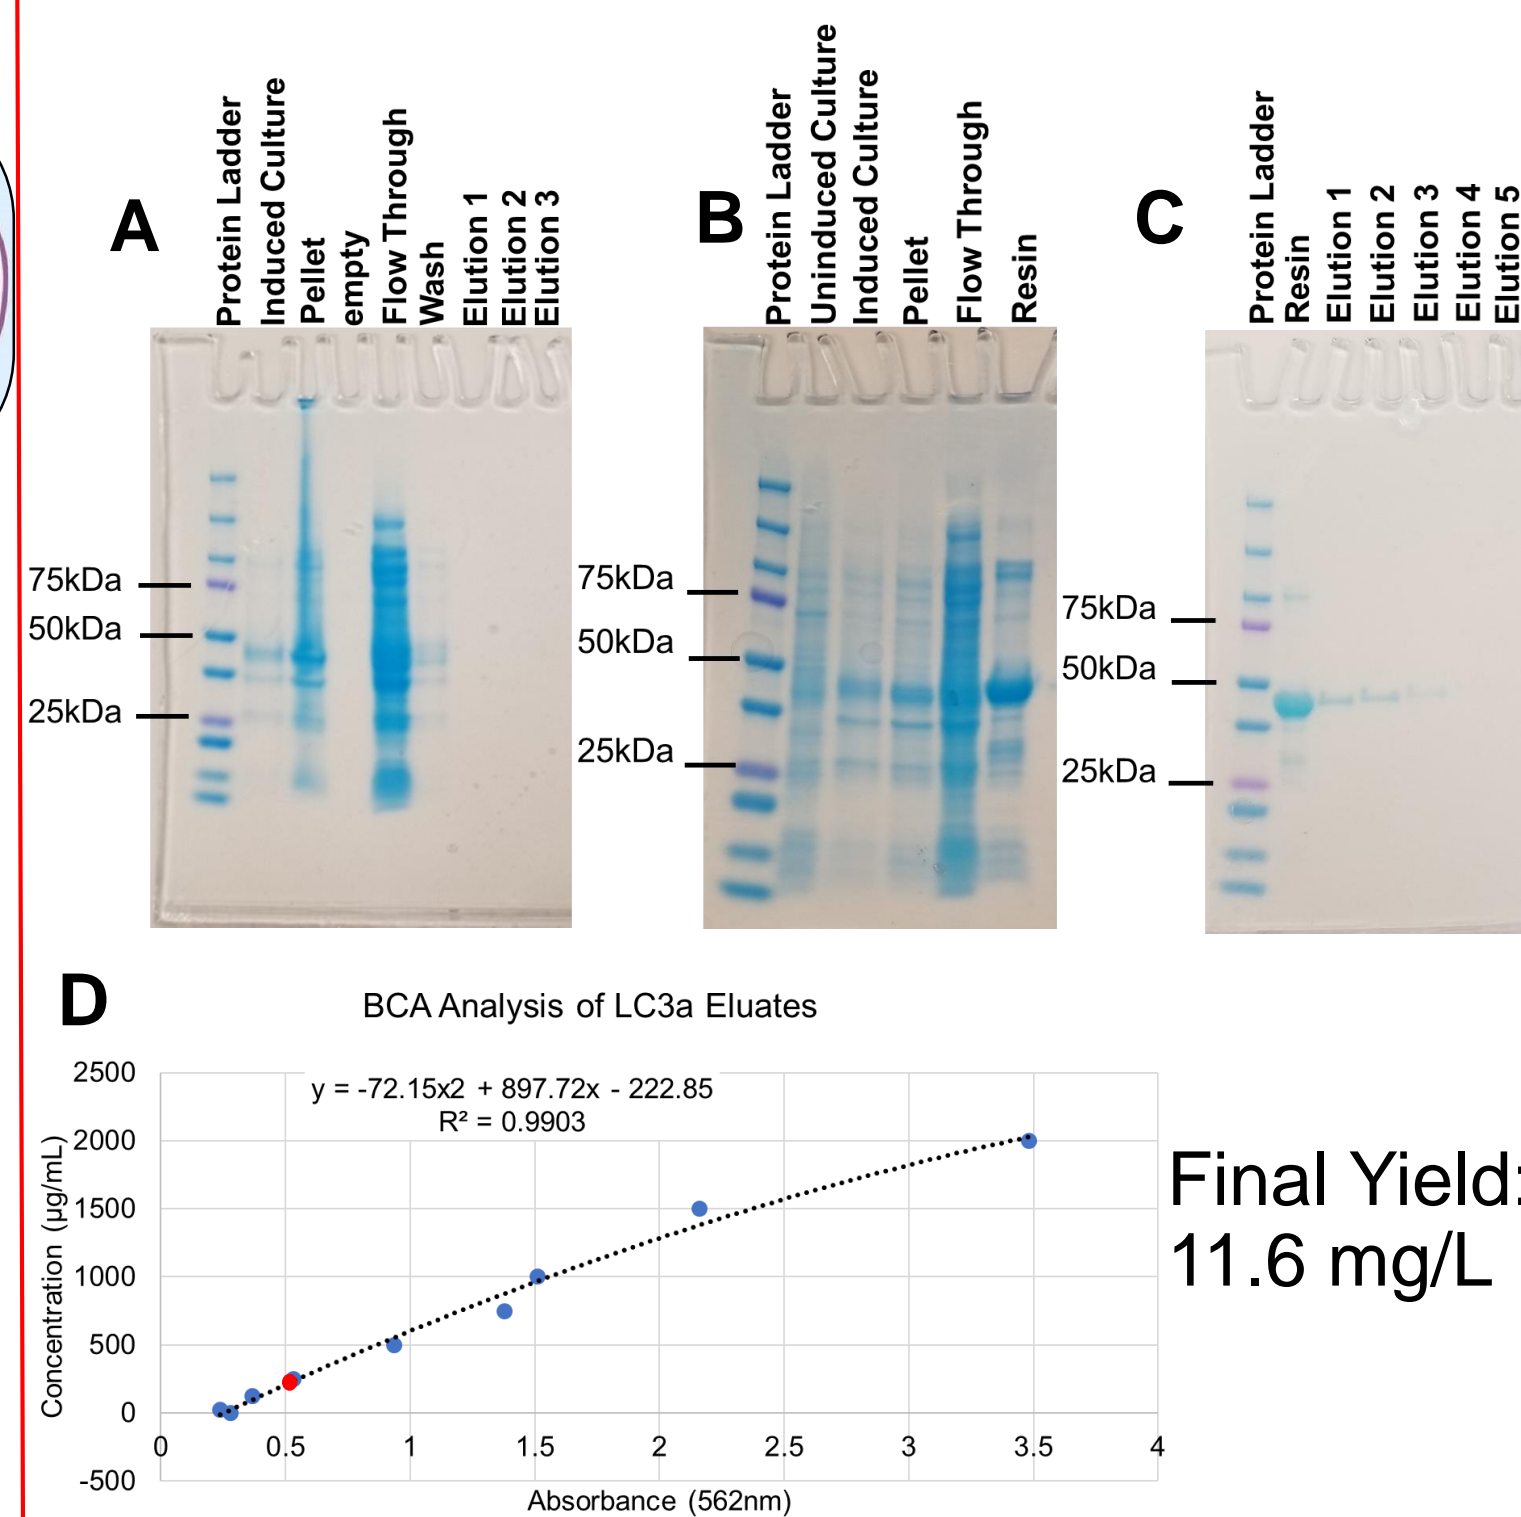 A
Protein Ladder
Induced Culture
Pellet
empty
Flow Through
Wash
Elution 1
Elution 2
Elution 3
75kDa
50kDa
25kDa
B
Protein Ladder
Uninduced Culture
Induced Culture
Pellet
Flow Through
Resin
75kDa
50kDa
25kDa
C
Protein Ladder
Resin
Elution 1
Elution 2
Elution 3
Elution 4
Elution 5
75kDa
50kDa
25kDa
D
BCA Analysis of LC3a Eluates
y = -72.15x2 + 897.72x - 222.85
R² = 0.9903
Concentration (µg/mL)
2500
2000
1500
1000
500
0
-500
0 0.5 1 1.5 2 2.5 3 3.5 4
Absorbance (562nm)
Final Yield:
11.6 mg/L